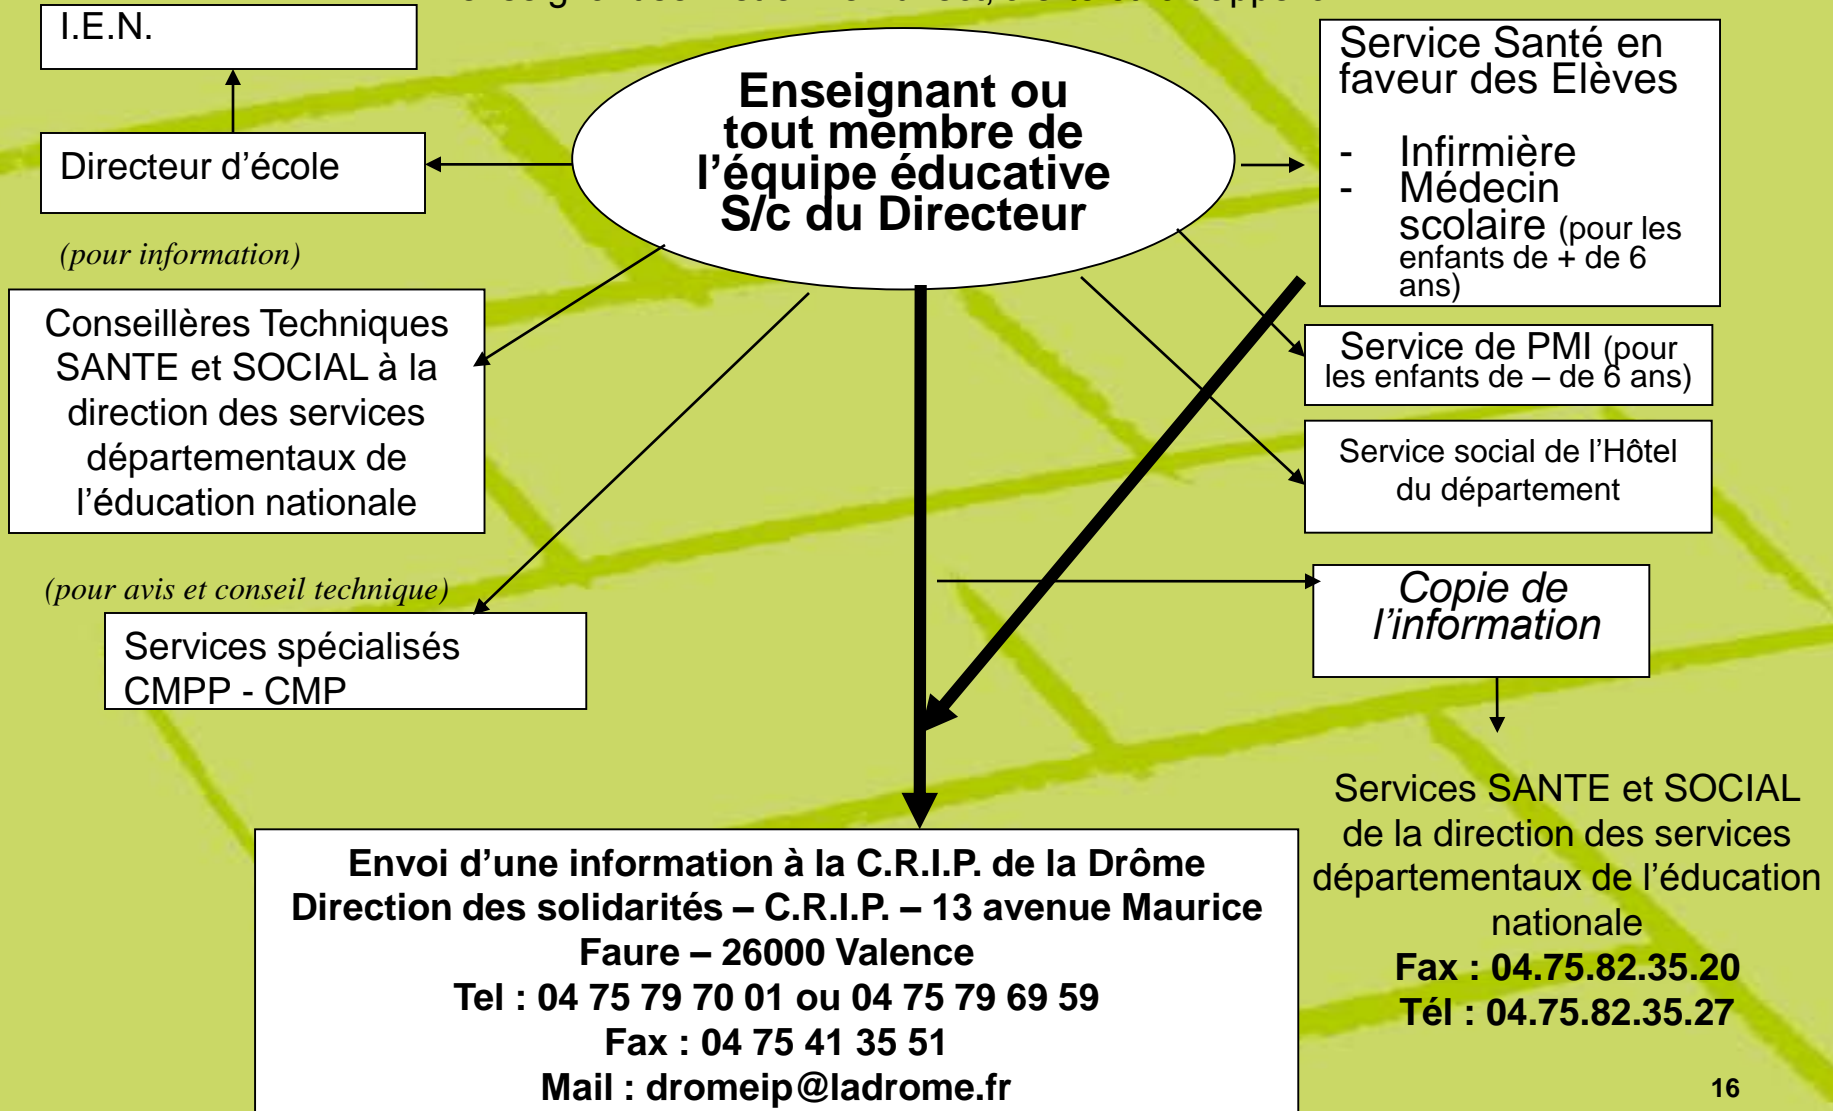 I.E.N.
Directeur d’école
(pour information)
Enseignant ou
tout membre de
l’équipe éducative
S/c du Directeur
Service Santé en
faveur des Elèves
- Infirmière
- Médecin
scolaire (pour les
enfants de + de 6
ans)
Conseillères Techniques
SANTE et SOCIAL à la
direction des services
départementaux de
l’éducation nationale
(pour avis et conseil technique)
Service de PMI (pour
les enfants de – de 6 ans)
Service social de l’Hôtel
du département
Services spécialisés
CMPP - CMP
Copie de
l’information
Services SANTE et SOCIAL
de la direction des services
départementaux de l’éducation
nationale
Fax : 04.75.82.35.20
Tél : 04.75.82.35.27
Envoi d’une information à la C.R.I.P. de la Drôme
Direction des solidarités – C.R.I.P. – 13 avenue Maurice
Faure – 26000 Valence
Tel : 04 75 79 70 01 ou 04 75 79 69 59
Fax : 04 75 41 35 51
Mail : dromeip@ladrome.fr
16